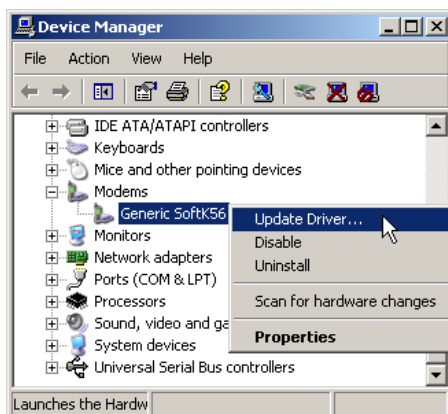 Device Manager
File Action View Help
IDE ATA/ATAPI controllers
Keyboards
Mice and other pointing devices
Modems
Generic SoftK56
Update Driver...
Monitors
Disable
Network adapters
Uninstall
Ports (COM & LPT)
Processors
Scan for hardware changes
Sound, video and ga
Properties
System devices
Universal Serial Bus controllers
Launches the Hardw